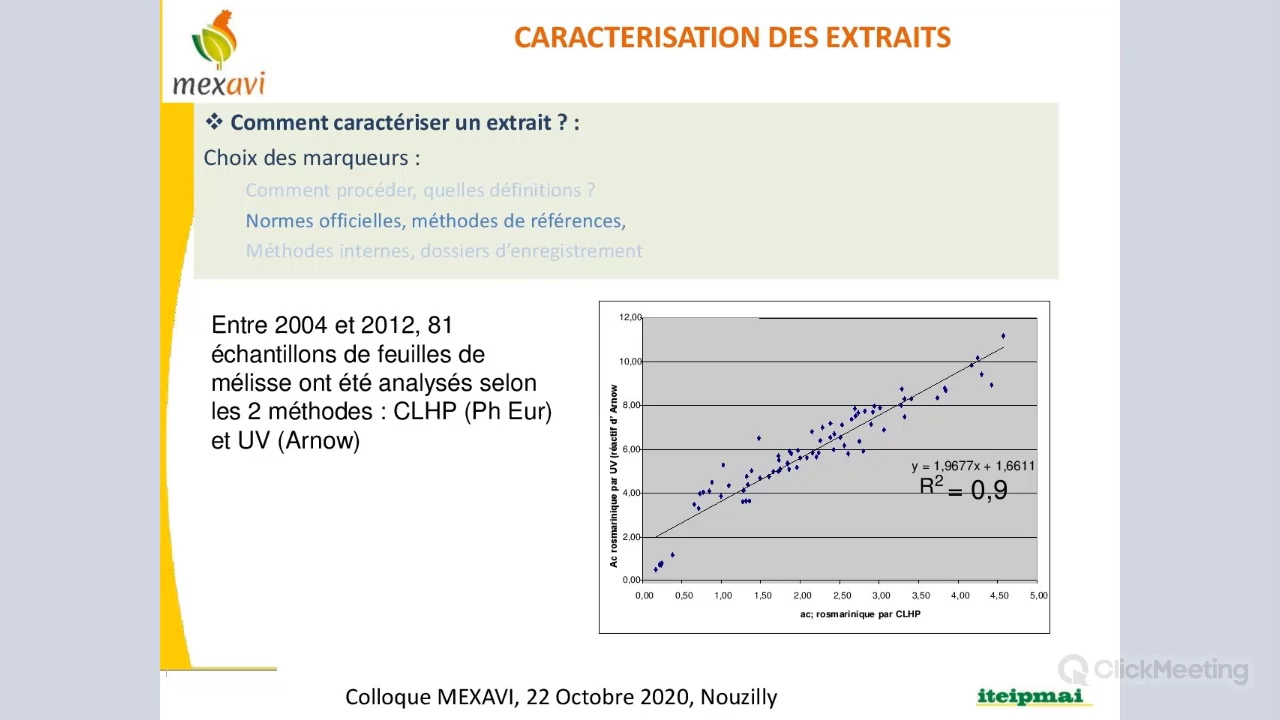 CARACTERISATION DES EXTRAITS
mexavi
❖ Comment caractériser un extrait ? :
Choix des marqueurs :
Comment procéder, quelles définitions ?
Normes officielles, méthodes de références,
Méthodes internes, dossiers d’enregistrement
Entre 2004 et 2012, 81
échantillons de feuilles de
mélisse ont été analysés selon
les 2 méthodes : CLHP (Ph Eur)
et UV (Arnow)
Ac rosmarinique par UV (réactif d' Arnow
12,00
10,00
8,00
6,00
4,00
2,00
0,00
y = 1,9677x + 1,6611
R2 = 0,9
0,00 0,50 1,00 1,50 2,00 2,50 3,00 3,50 4,00 4,50 5,00
ac; rosmarinique par CLHP
ClickMeeting
Colloque MEXAVI, 22 Octobre 2020, Nouzilly
iteipmai